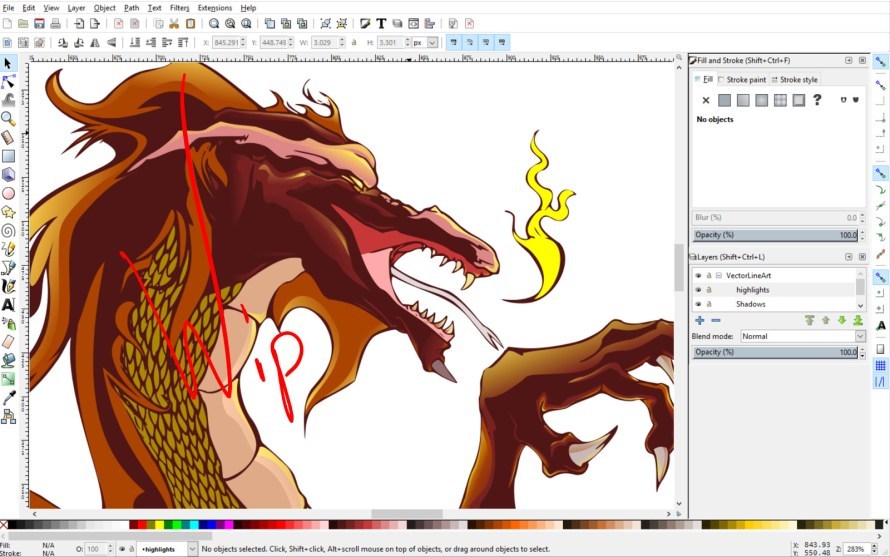 File Edit View Layer Object Path Text Filters Extensions Help
X: 845.291 Y: 448.749 W: 3.029 H: 3.301 px
Fill and Stroke (Shift+Ctrl+F)
Fill Stroke paint Stroke style
No objects
Blur (%) 0.0
Opacity (%) 100.0
Layers (Shift+Ctrl+L)
VectorLineArt
highlights
Shadows
Blend mode: Normal
Opacity (%) 100.0
W.I.P
Fill: N/A
Stroke: N/A
O: 100
•highlights
No objects selected. Click, Shift+click, Alt+scroll mouse on top of objects, or drag around objects to select.
X: 843.93
Y: 550.48
Z: 283%